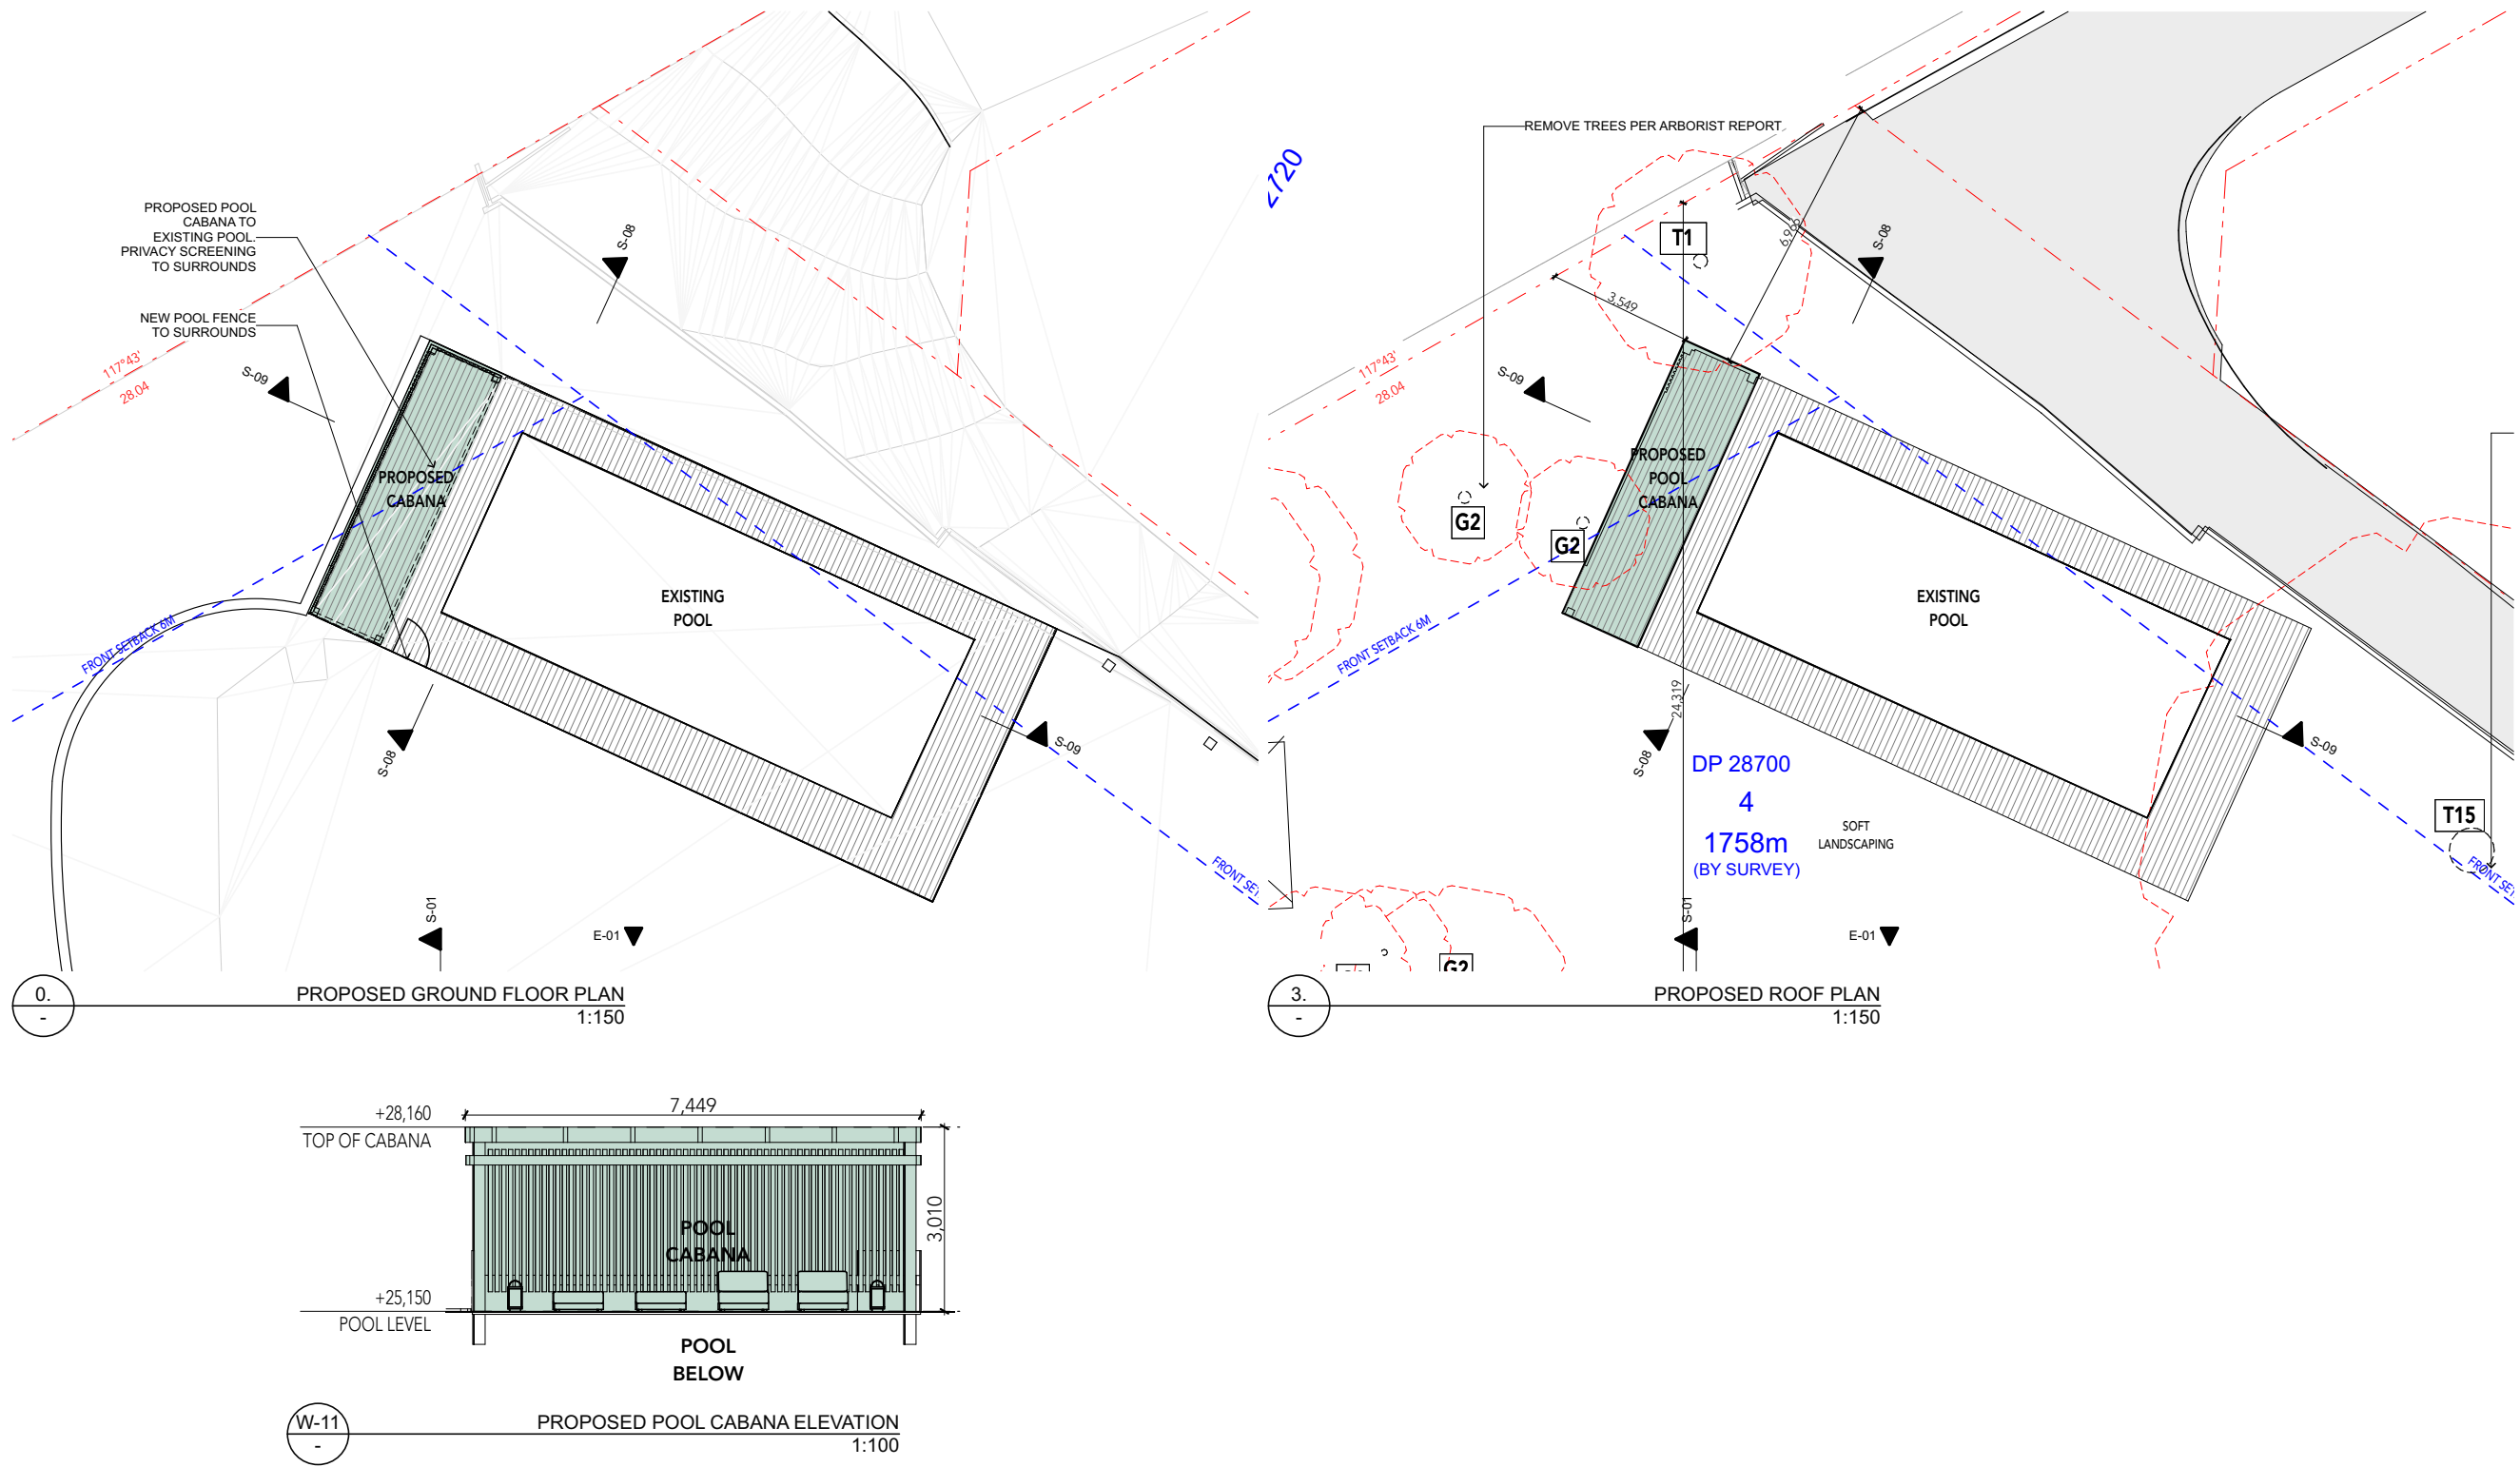 PROPOSED POOL
CABANA TO
EXISTING POOL.
PRIVACY SCREENING
TO SURROUNDS
NEW POOL FENCE
TO SURROUNDS
S-08
S-09
117°43'
28.04
PROPOSED
CABANA
EXISTING
POOL
FRONT SETBACK 6M
S-08
S-09
S-01
E-01
FRONT SET
0.
-
PROPOSED GROUND FLOOR PLAN
1:150
REMOVE TREES PER ARBORIST REPORT
T1
S-08
3,549
S-09
117°43'
28.04
PROPOSED
POOL
CABANA
G2
G2
EXISTING
POOL
FRONT SETBACK 6M
24,319
S-08
S-09
DP 28700
4
1758m
(BY SURVEY)
SOFT
LANDSCAPING
T15
FRONT SET
S-01
E-01
G2
3.
-
PROPOSED ROOF PLAN
1:150
7,449
+28,160
TOP OF CABANA
POOL
CABANA
3,010
+25,150
POOL LEVEL
POOL
BELOW
W-11
-
PROPOSED POOL CABANA ELEVATION
1:100